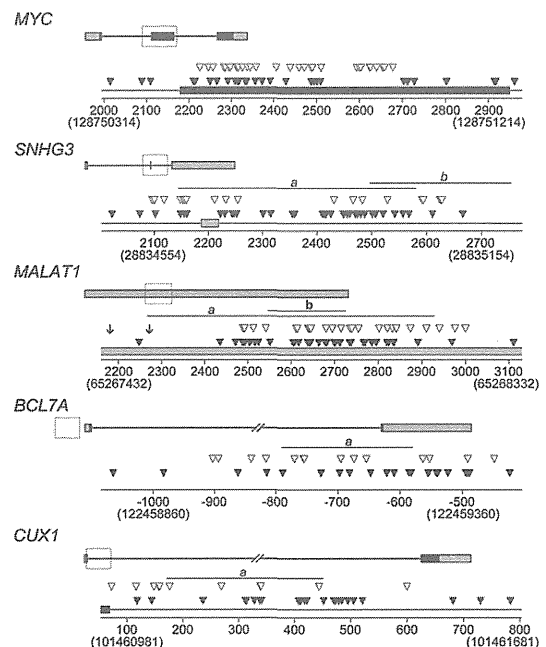 MYC
2000 2100 2200 2300 2400 2500 2600 2700 2800 2900
(128750314) (128751214)
SNHG3
b
a
2100 2200 2300 2400 2500 2600 2700
(28834554) (28835154)
MALAT1
b
a
2200 2300 2400 2500 2600 2700 2800 2900 3000 3100
(65267432) (65268332)
BCL7A
a
-1000 -900 -800 -700 -600 -500
(122458860) (122459360)
CUX1
a
100 200 300 400 500 600 700 800
(101460981) (101461681)